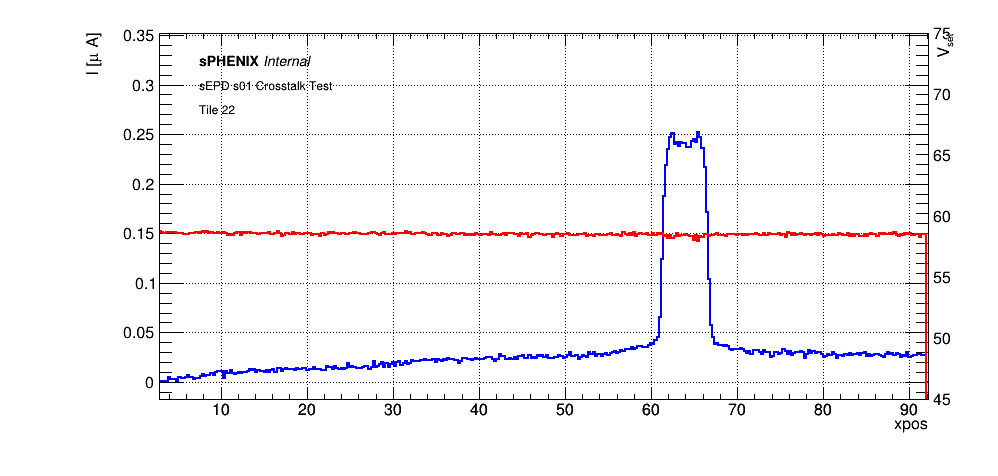 I [μ A]
0.35
0.3
0.25
0.2
0.15
0.1
0.05
0
sPHENIX Internal
sEPD s01 Crosstalk Test
Tile 22
75
V_set
70
65
60
55
50
45
10 20 30 40 50 60 70 80 90
xpos